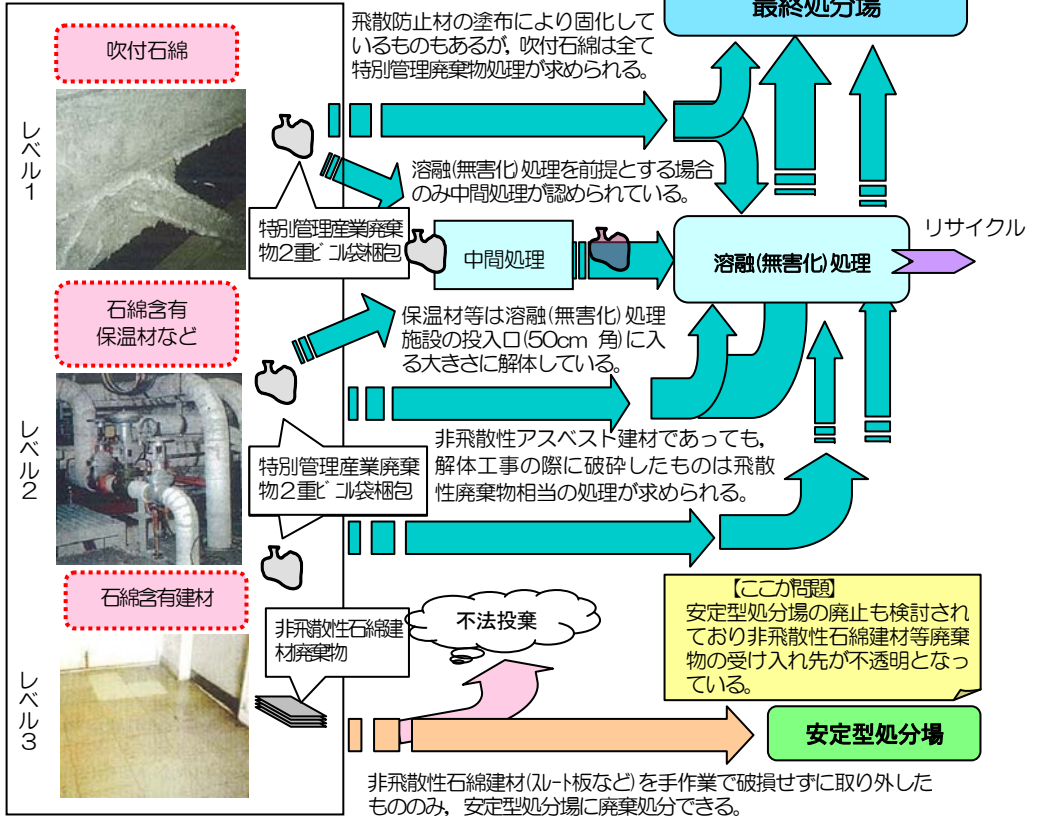 最終処分場
飛散防止材の塗布により固化して
いるものもあるが，吹付石綿は全て
特別管理廃棄物処理が求められる。
吹付石綿
レベル1
溶融(無害化)処理を前提とする場合
のみ中間処理が認められている。
特別管理産業廃棄
物2重ビニル袋梱包
中間処理
溶融(無害化)処理
リサイクル
石綿含有
保温材など
保温材等は溶融(無害化)処理
施設の投入口(50cm 角)に入
る大きさに解体している。
レベル2
非飛散性アスベスト建材であっても，
解体工事の際に破砕したものは飛散
性廃棄物相当の処理が求められる。
特別管理産業廃棄
物2重ビニル袋梱包
石綿含有建材
レベル3
非飛散性石綿建
材廃棄物
不法投棄
【ここが問題】
安定型処分場の廃止も検討され
ており非飛散性石綿建材等廃棄
物の受け入れ先が不透明となっ
ている。
安定型処分場
非飛散性石綿建材(スレート板など)を手作業で破損せずに取り外した
もののみ，安定型処分場に廃棄処分できる。